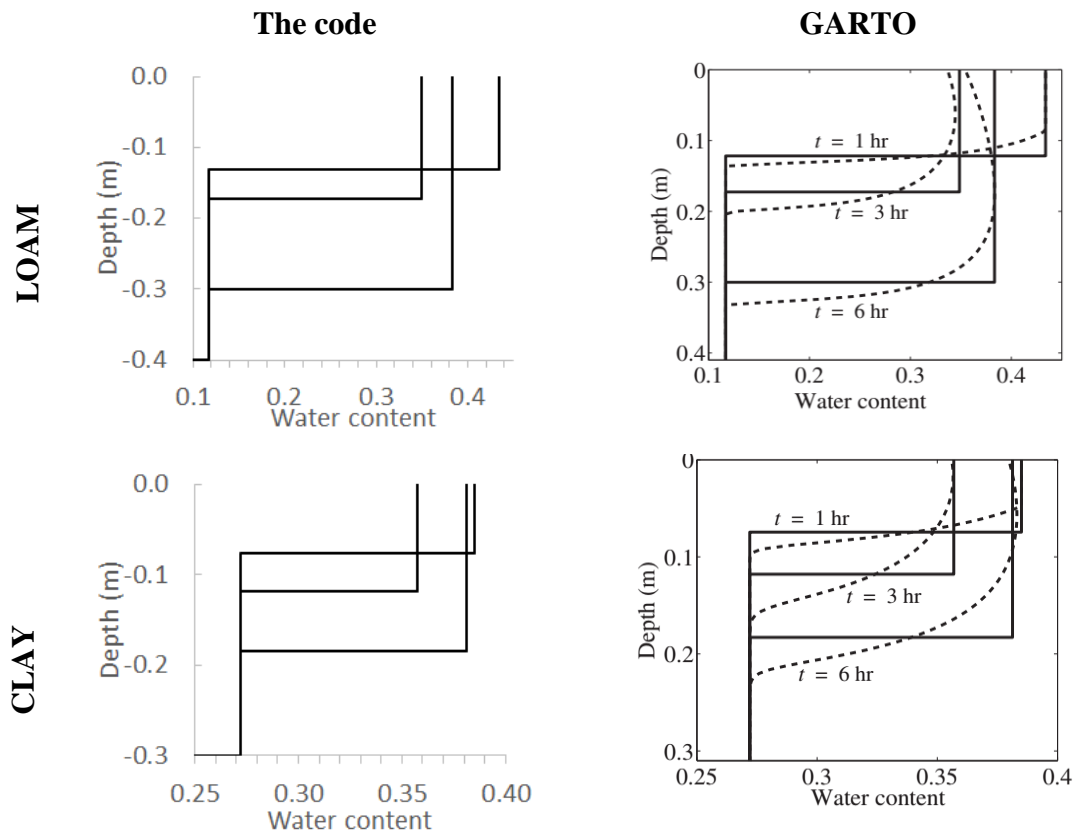 The code
GARTO
LOAM
Depth (m)
0.0
-0.1
-0.2
-0.3
-0.4
0.1 0.2 0.3 0.4
Water content
Depth (m)
0
0.1
0.2
0.3
0.4
t = 1 hr
t = 3 hr
t = 6 hr
0.1 0.2 0.3 0.4
Water content
CLAY
Depth (m)
0.0
-0.1
-0.2
-0.3
0.25 0.30 0.35 0.40
Water content
Depth (m)
0
0.1
0.2
0.3
t = 1 hr
t = 3 hr
t = 6 hr
0.25 0.3 0.35 0.4
Water content